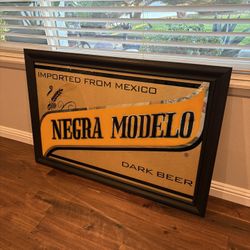 IMPORTED FROM MEXICO
NEGRA MODELO
®
DARK BEER